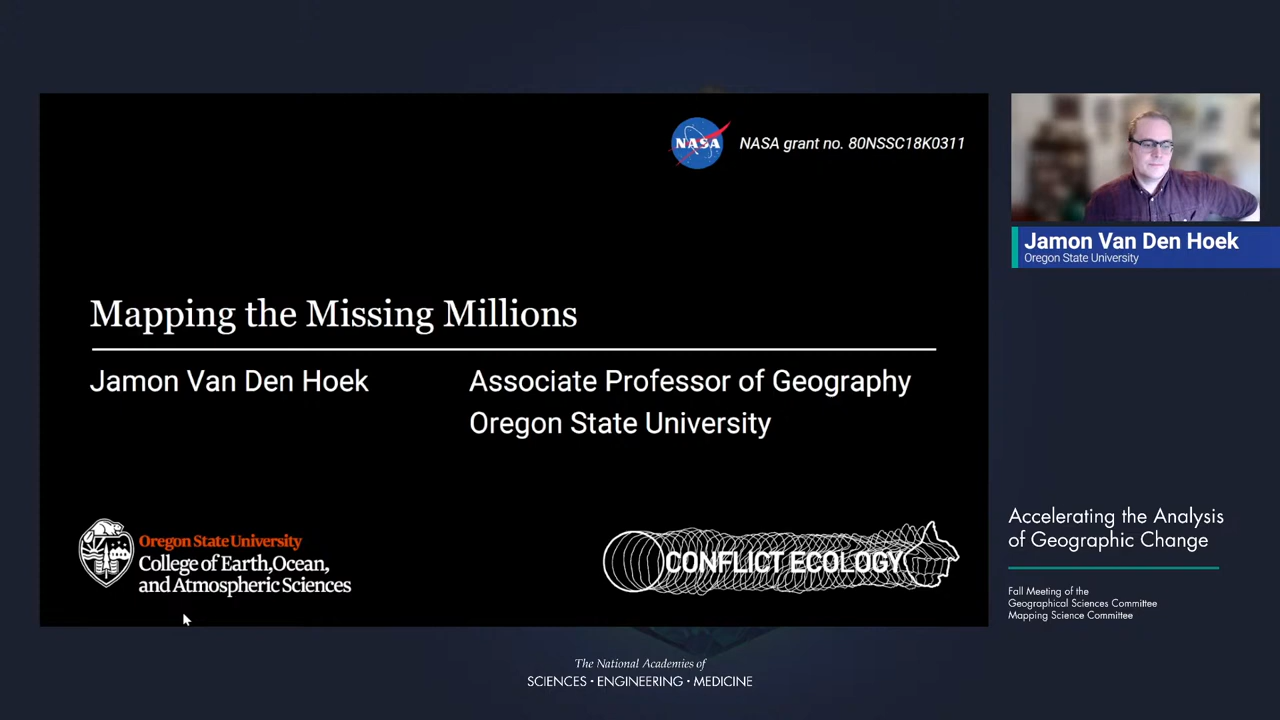 NASA
NASA grant no. 80NSSC18K0311
Mapping the Missing Millions
Jamon Van Den Hoek
Associate Professor of Geography
Oregon State University
Oregon State University
College of Earth, Ocean,
and Atmospheric Sciences
CONFLICT ECOLOGY
Jamon Van Den Hoek
Oregon State University
Accelerating the Analysis
of Geographic Change
Fall Meeting of the
Geographical Sciences Committee
Mapping Science Committee
The National Academies of
SCIENCES • ENGINEERING • MEDICINE